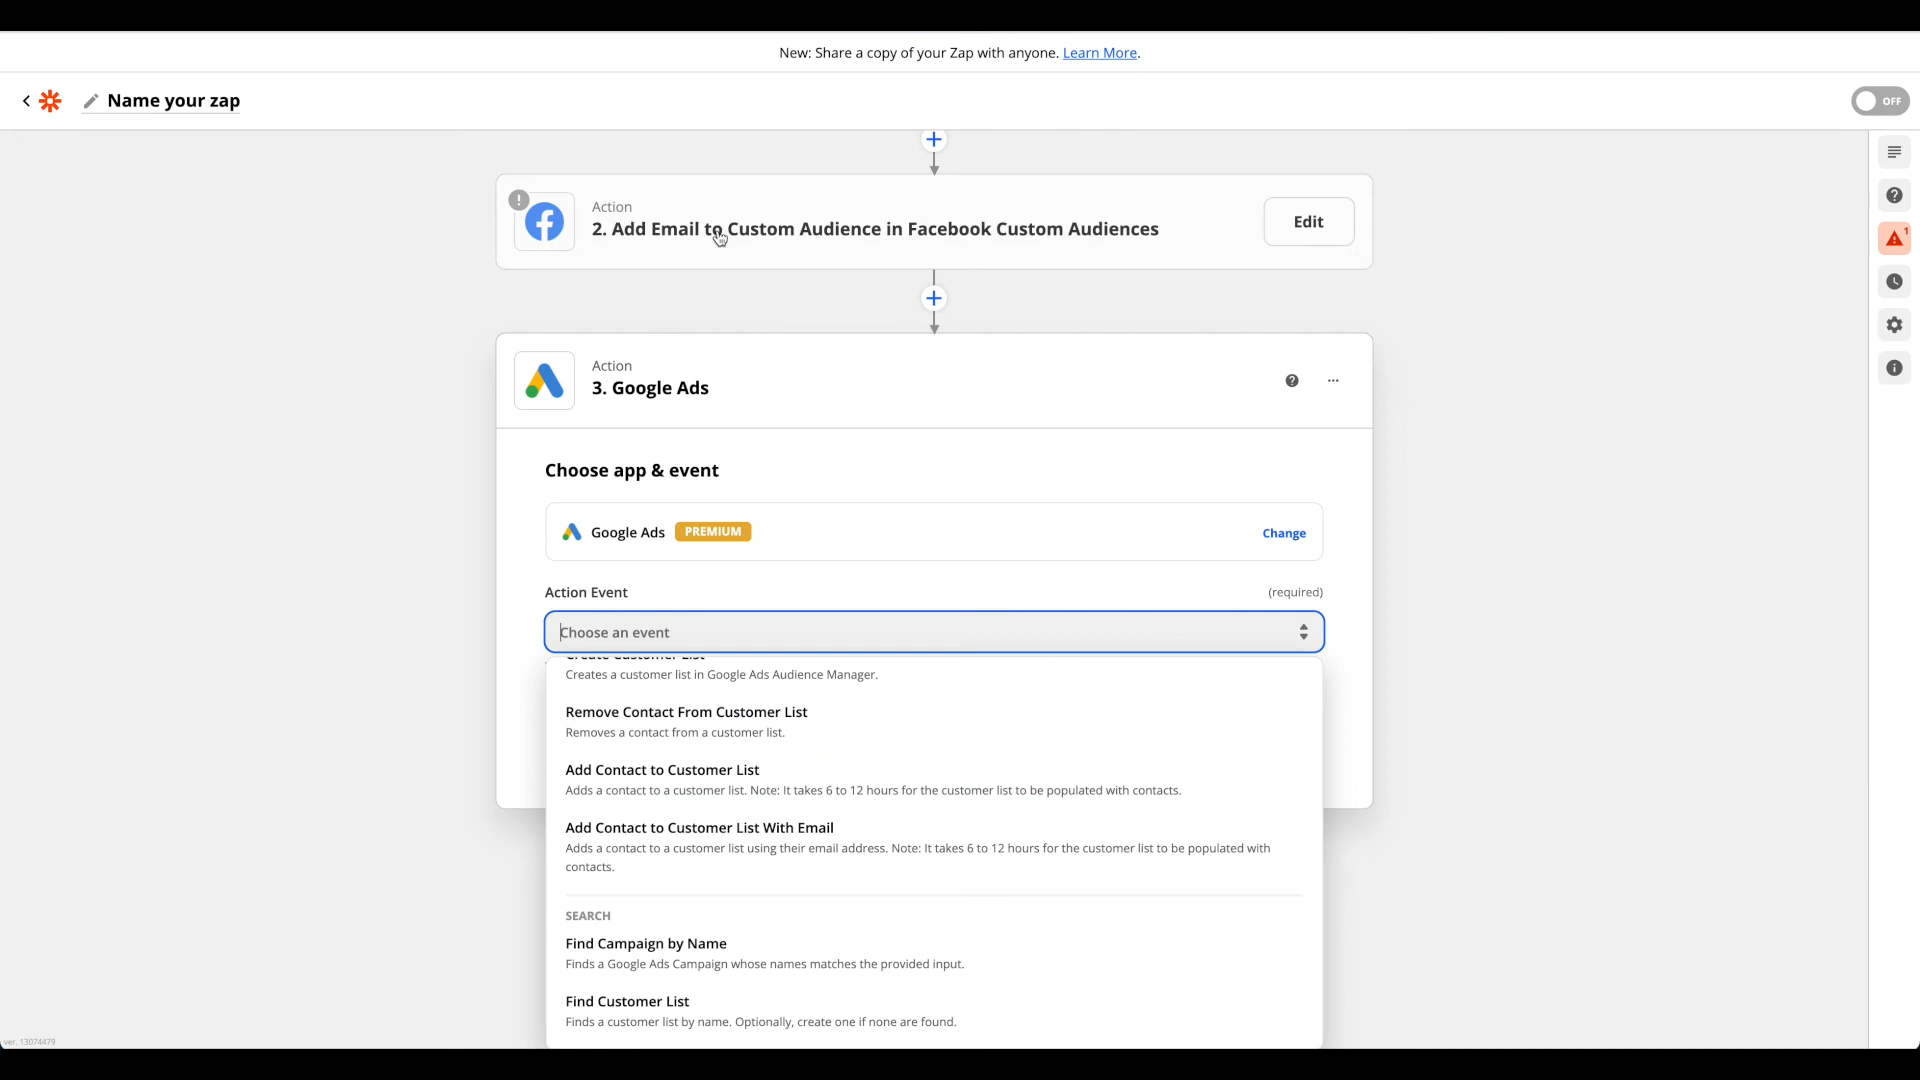 New: Share a copy of your Zap with anyone. Learn More.
Name your zap
OFF
!
Action
2. Add Email to Custom Audience in Facebook Custom Audiences
Edit
1
Action
3. Google Ads
Choose app & event
Google Ads PREMIUM
Change
Action Event
(required)
Choose an event
Create Customer List
Creates a customer list in Google Ads Audience Manager.
Remove Contact From Customer List
Removes a contact from a customer list.
Add Contact to Customer List
Adds a contact to a customer list. Note: It takes 6 to 12 hours for the customer list to be populated with contacts.
Add Contact to Customer List With Email
Adds a contact to a customer list using their email address. Note: It takes 6 to 12 hours for the customer list to be populated with
contacts.
SEARCH
Find Campaign by Name
Finds a Google Ads Campaign whose names matches the provided input.
Find Customer List
Finds a customer list by name. Optionally, create one if none are found.
ver. 13074479